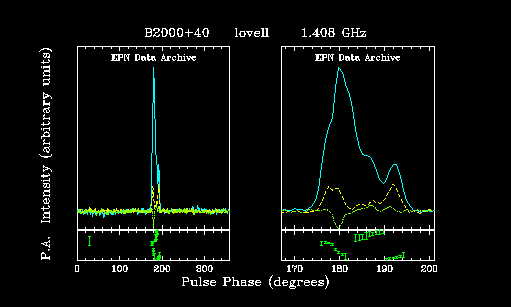 B2000+40 lovell 1.408 GHz
EPN Data Archive EPN Data Archive
P.A. Intensity (arbitrary units)
0 100 200 300 170 180 190 200
Pulse Phase (degrees)